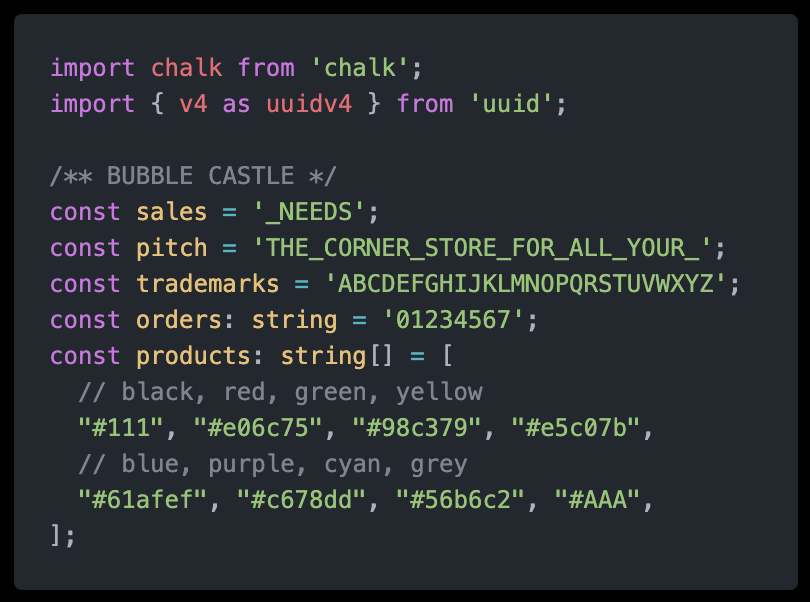 import chalk from 'chalk';
import { v4 as uuidv4 } from 'uuid';
/** BUBBLE CASTLE */
const sales = '_NEEDS';
const pitch = 'THE_CORNER_STORE_FOR_ALL_YOUR_';
const trademarks = 'ABCDEFGHIJKLMNOPQRSTUVWXYZ';
const orders: string = '01234567';
const products: string[] = [
  // black, red, green, yellow
  "#111", "#e06c75", "#98c379", "#e5c07b",
  // blue, purple, cyan, grey
  "#61afef", "#c678dd", "#56b6c2", "#AAA",
];